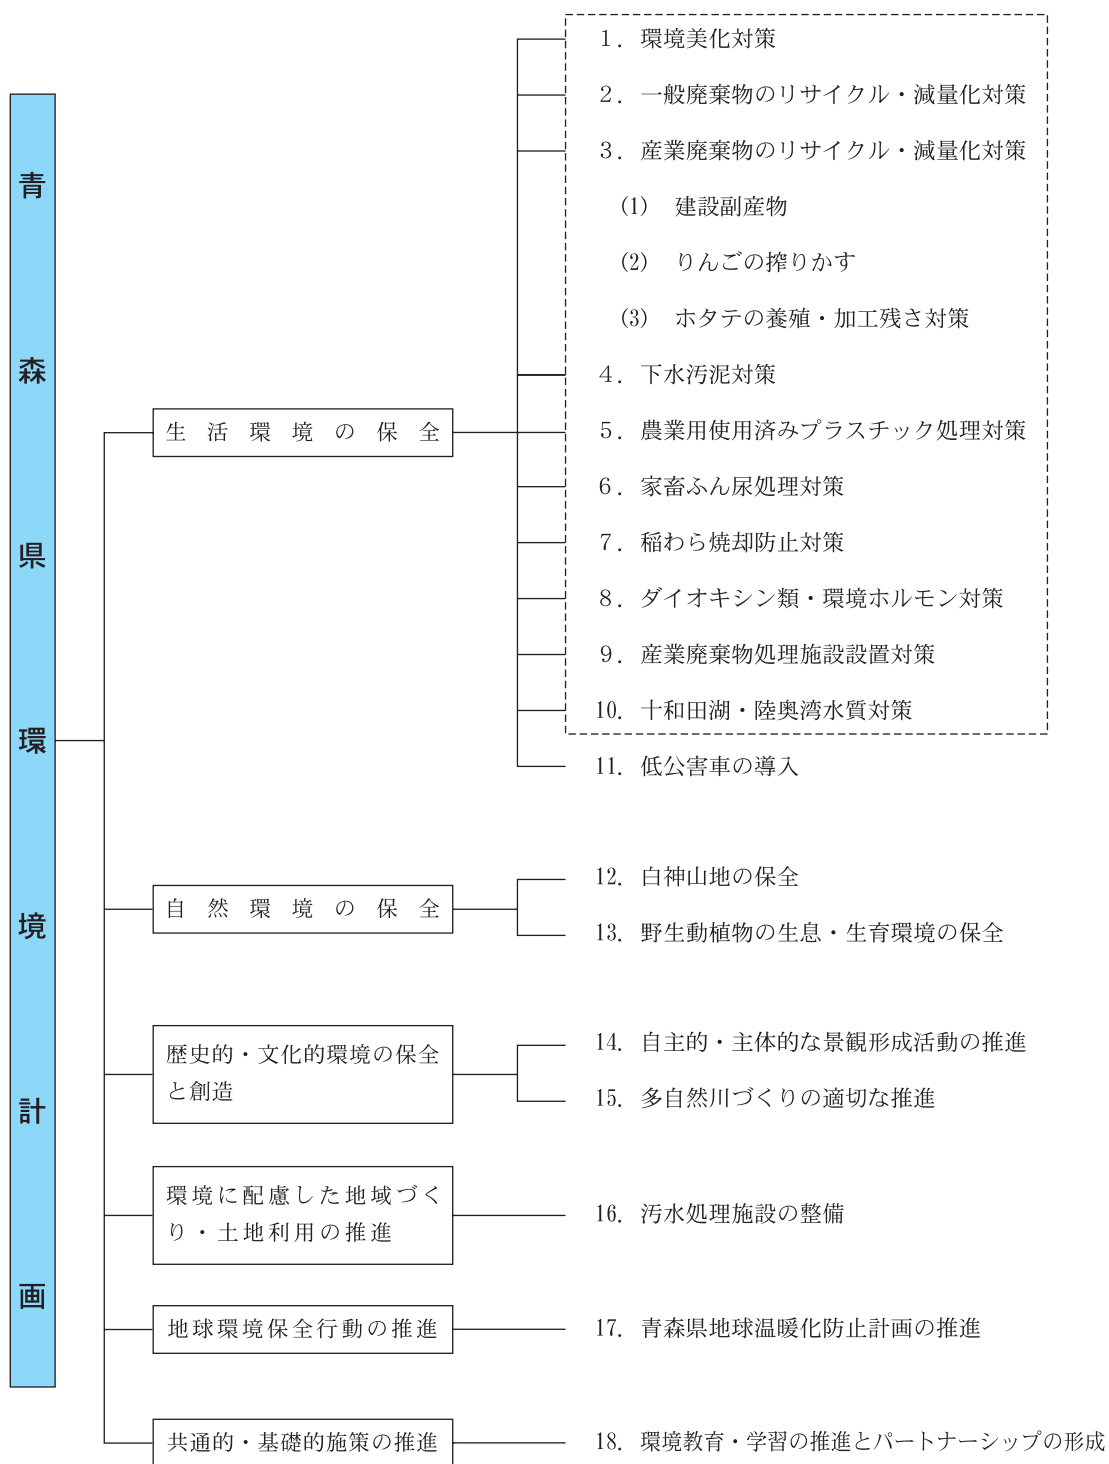 青森県環境計画
生活環境の保全
1．環境美化対策
2．一般廃棄物のリサイクル・減量化対策
3．産業廃棄物のリサイクル・減量化対策
(1)　建設副産物
(2)　りんごの搾りかす
(3)　ホタテの養殖・加工残さ対策
4．下水汚泥対策
5．農業用使用済みプラスチック処理対策
6．家畜ふん尿処理対策
7．稲わら焼却防止対策
8．ダイオキシン類・環境ホルモン対策
9．産業廃棄物処理施設設置対策
10．十和田湖・陸奥湾水質対策
11．低公害車の導入
自然環境の保全
12．白神山地の保全
13．野生動植物の生息・生育環境の保全
歴史的・文化的環境の保全
と創造
14．自主的・主体的な景観形成活動の推進
15．多自然川づくりの適切な推進
環境に配慮した地域づく
り・土地利用の推進
16．汚水処理施設の整備
地球環境保全行動の推進
17．青森県地球温暖化防止計画の推進
共通的・基礎的施策の推進
18．環境教育・学習の推進とパートナーシップの形成